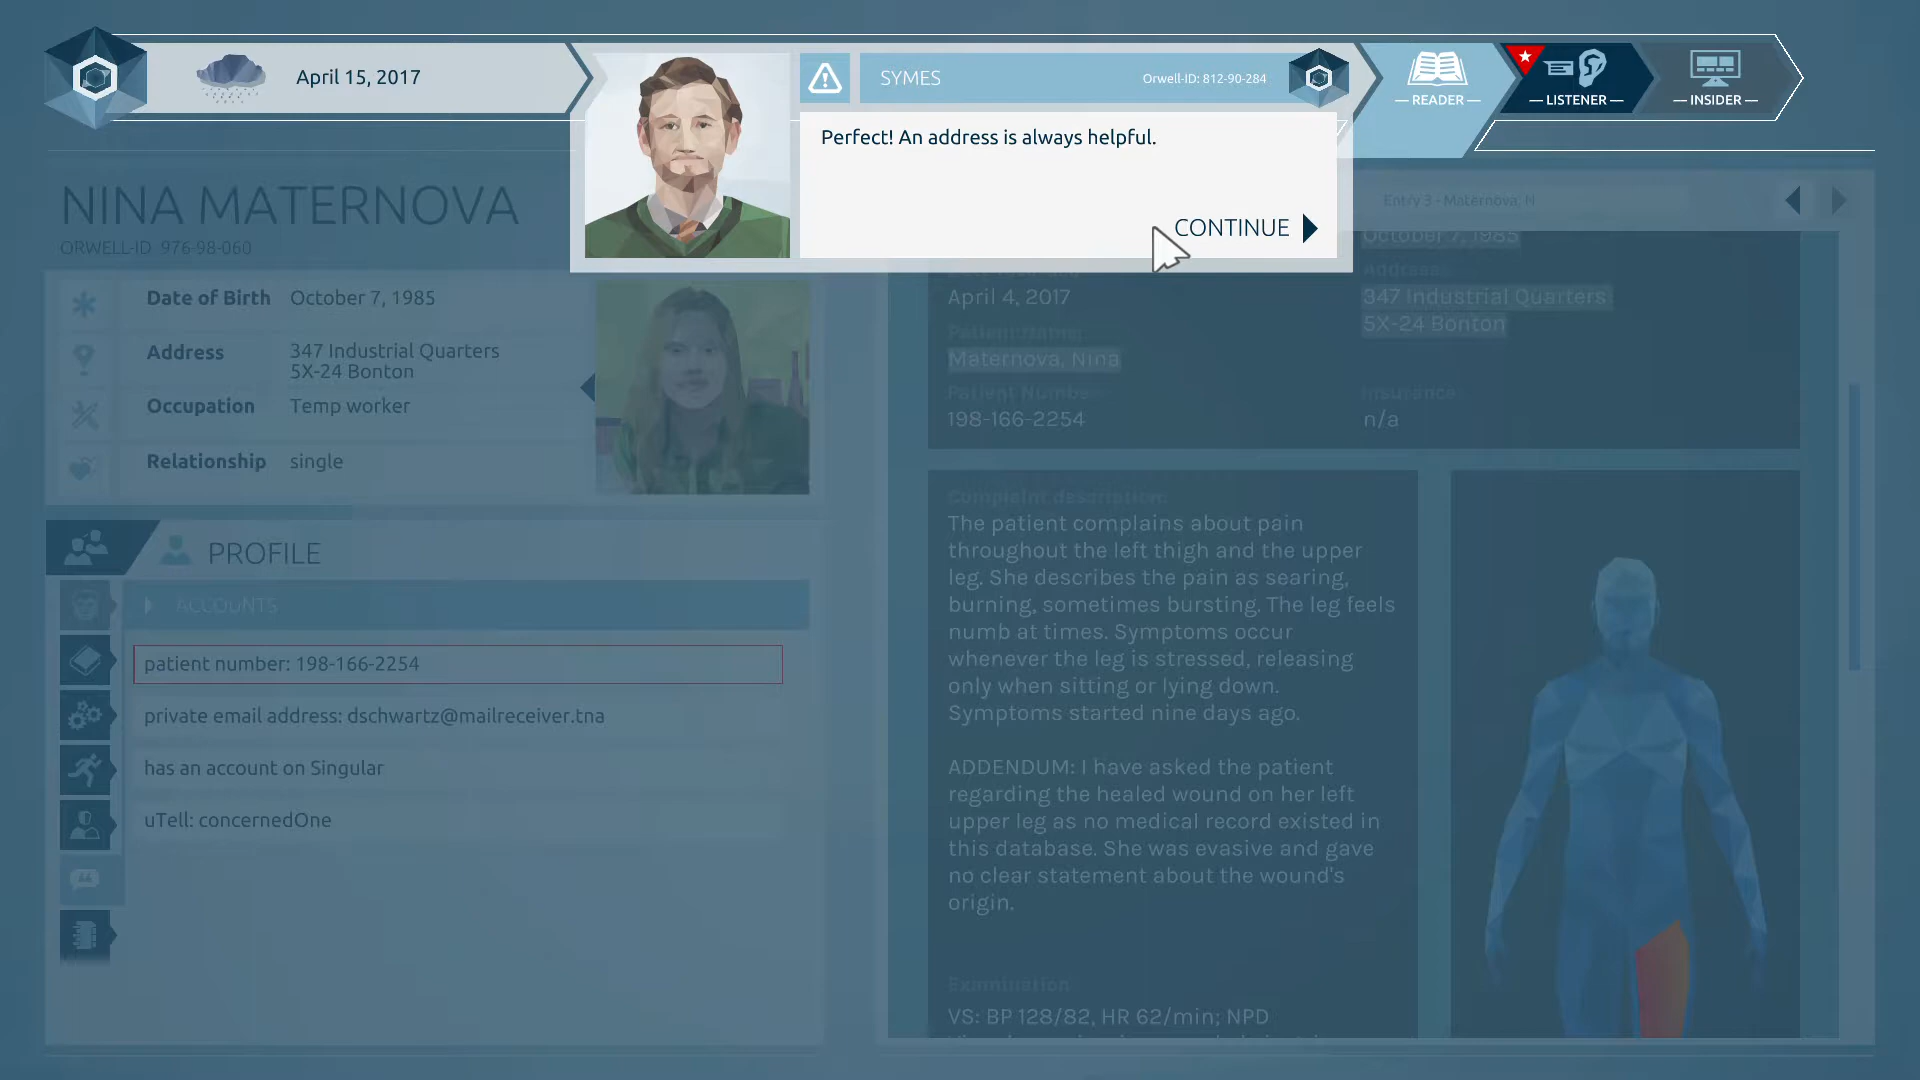 April 15, 2017
SYMES
Orwell-ID: 812-90-284
Perfect! An address is always helpful.
CONTINUE
— READER —
— LISTENER —
— INSIDER —
NINA MATERNOVA
ORWELL-ID 976-98-060
Date of Birth October 7, 1985
Address 347 Industrial Quarters
5X-24 Bonton
Occupation Temp worker
Relationship single
PROFILE
ACCOUNTS
patient number: 198-166-2254
private email address: dschwartz@mailreceiver.tna
has an account on Singular
uTell: concernedOne
Entry 3 - Maternova, N
October 7, 1985
April 4, 2017
Address:
347 Industrial Quarters
5X-24 Bonton
Patient Name:
Maternova, Nina
Patient Number
198-166-2254
Insurance
n/a
Complaint description:
The patient complains about pain
throughout the left thigh and the upper
leg. She describes the pain as searing,
burning, sometimes bursting. The leg feels
numb at times. Symptoms occur
whenever the leg is stressed, releasing
only when sitting or lying down.
Symptoms started nine days ago.
ADDENDUM: I have asked the patient
regarding the healed wound on her left
upper leg as no medical record existed in
this database. She was evasive and gave
no clear statement about the wound's
origin.
Examination
VS: BP 128/82, HR 62/min; NPD